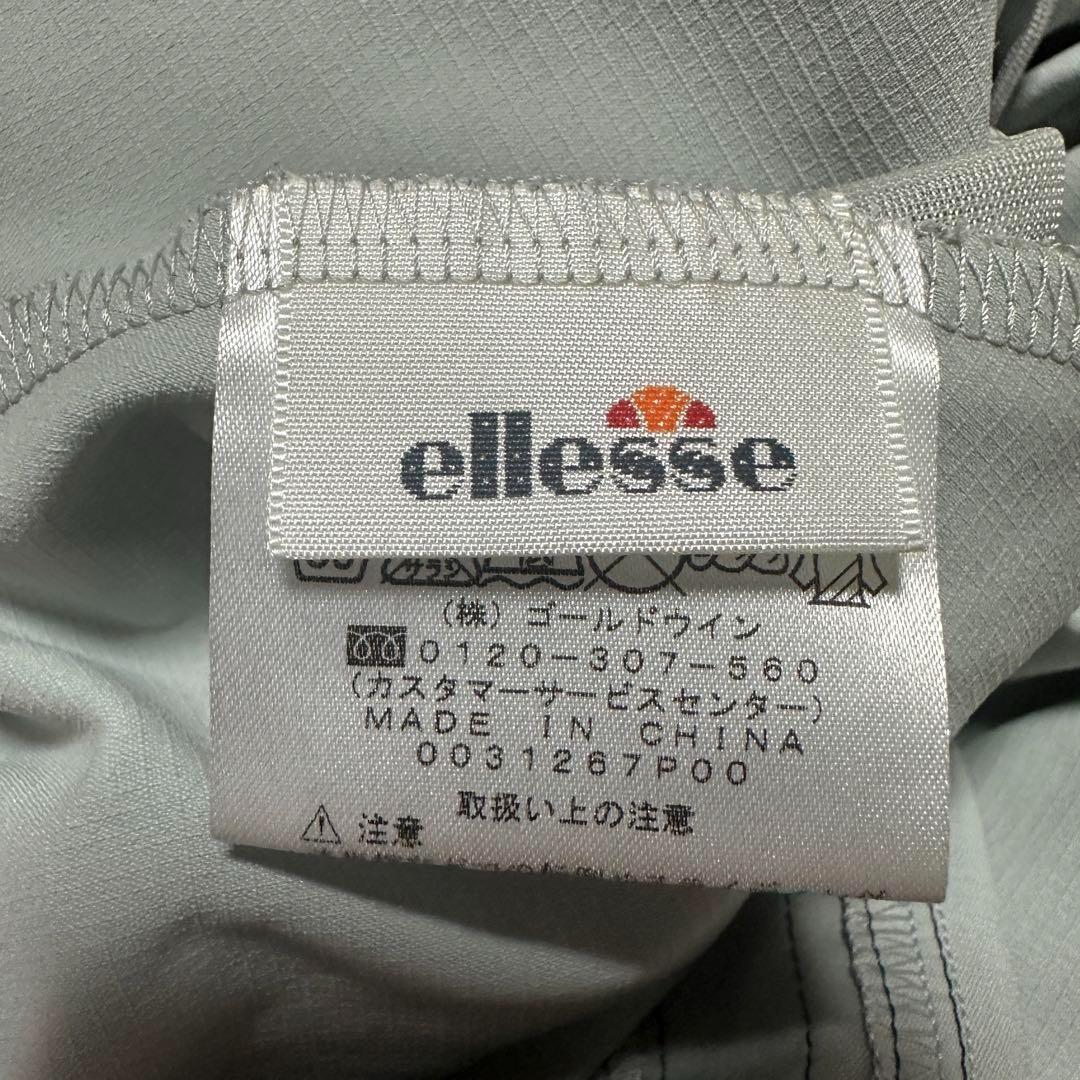 ellesse
(株) ゴールドウイン
0120-307-560
(カスタマーサービスセンター)
MADE IN CHINA
0031267P00
取扱い上の注意
注意